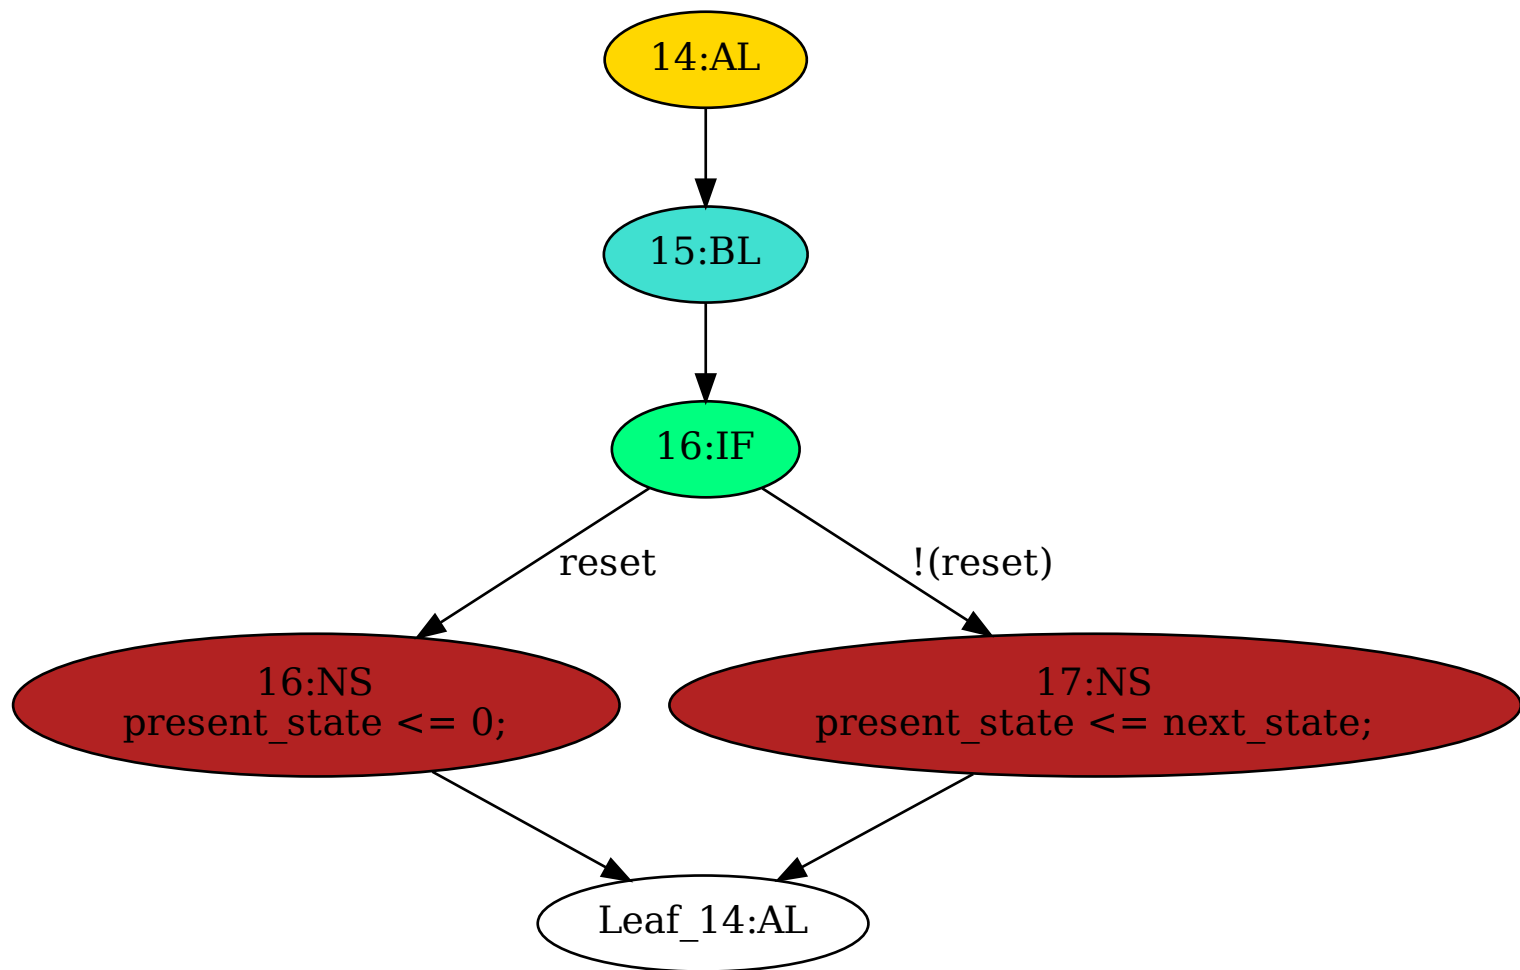 14:AL
15:BL
16:IF
reset
!(reset)
16:NS
present_state <= 0;
17:NS
present_state <= next_state;
Leaf_14:AL